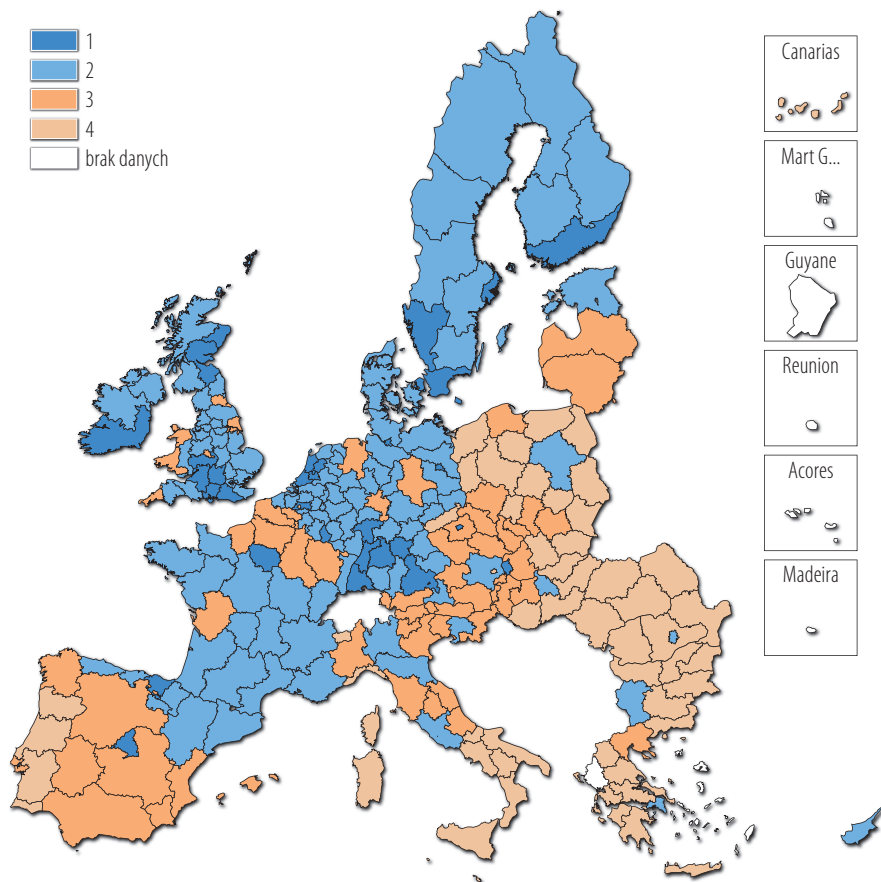 1
2
3
4
brak danych
Canarias
Mart G...
Guyane
Reunion
Acores
Madeira